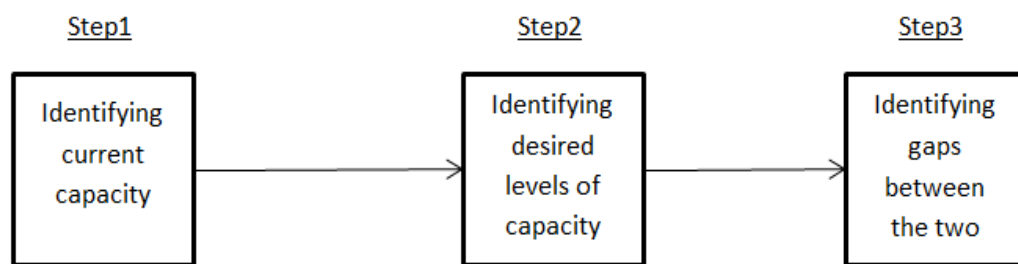 Step1
Step2
Step3
Identifying
current
capacity
Identifying
desired
levels of
capacity
Identifying
gaps
between
the two